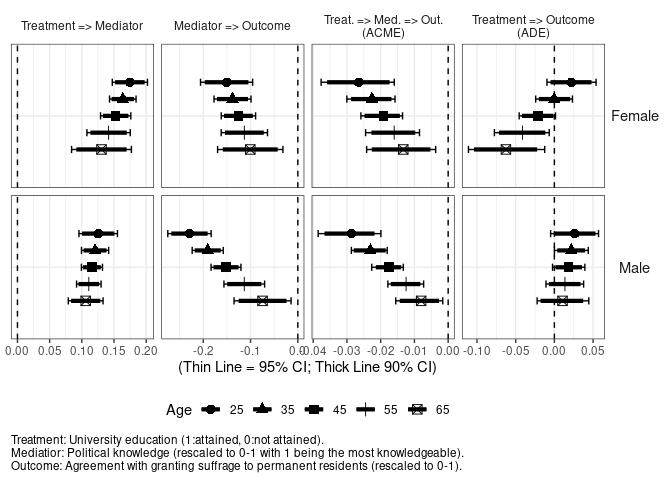 Treatment => Mediator
Mediator => Outcome
Treat. => Med. => Out.
(ACME)
Treatment => Outcome
(ADE)
Female
Male
0.00 0.05 0.10 0.15 0.20
-0.2 -0.1 0.0
-0.04 -0.03 -0.02 -0.01 0.00
-0.10 -0.05 0.00 0.05
(Thin Line = 95% CI; Thick Line 90% CI)
Age 25 35 45 55 65
Treatment: University education (1:attained, 0:not attained).
Mediatior: Political knowledge (rescaled to 0-1 with 1 being the most knowledgeable).
Outcome: Agreement with granting suffrage to permanent residents (rescaled to 0-1).